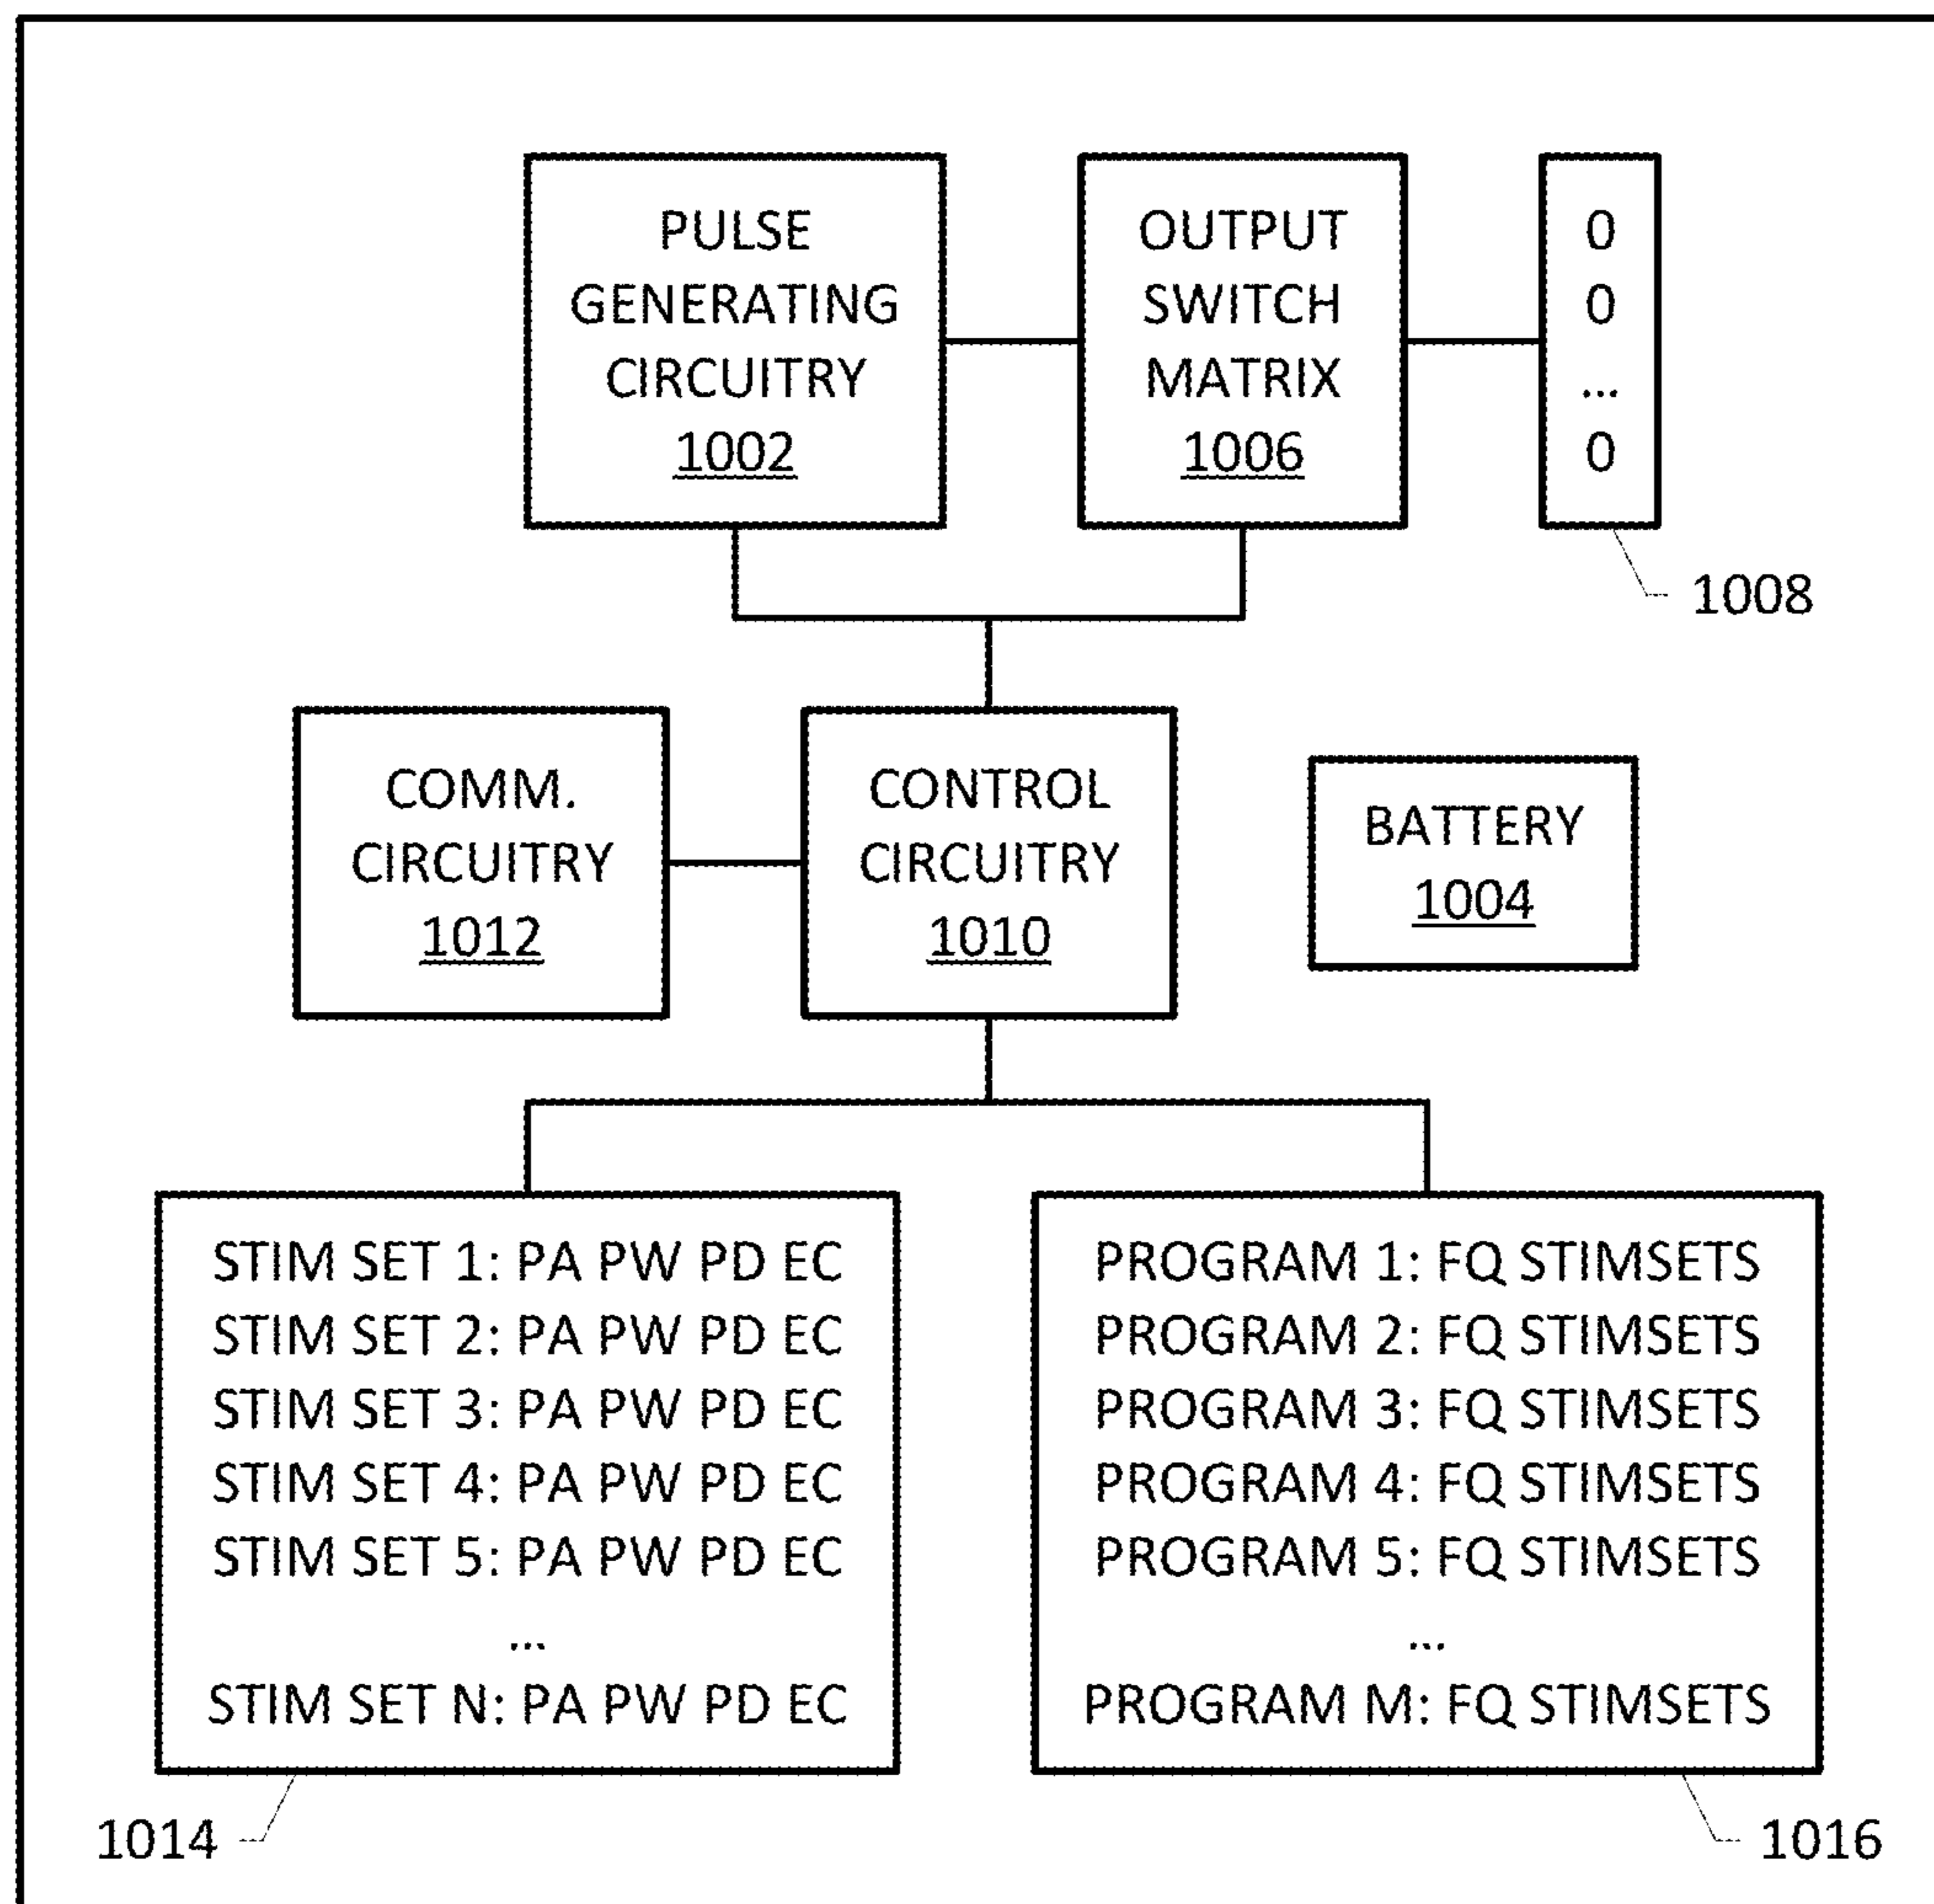 PULSE
GENERATING
CIRCUITRY
1002
OUTPUT
SWITCH
MATRIX
1006
0
0
...
0
1008
COMM.
CIRCUITRY
1012
CONTROL
CIRCUITRY
1010
BATTERY
1004
STIM SET 1: PA PW PD EC
STIM SET 2: PA PW PD EC
STIM SET 3: PA PW PD EC
STIM SET 4: PA PW PD EC
STIM SET 5: PA PW PD EC
...
STIM SET N: PA PW PD EC
1014
PROGRAM 1: FQ STIMSETS
PROGRAM 2: FQ STIMSETS
PROGRAM 3: FQ STIMSETS
PROGRAM 4: FQ STIMSETS
PROGRAM 5: FQ STIMSETS
...
PROGRAM M: FQ STIMSETS
1016